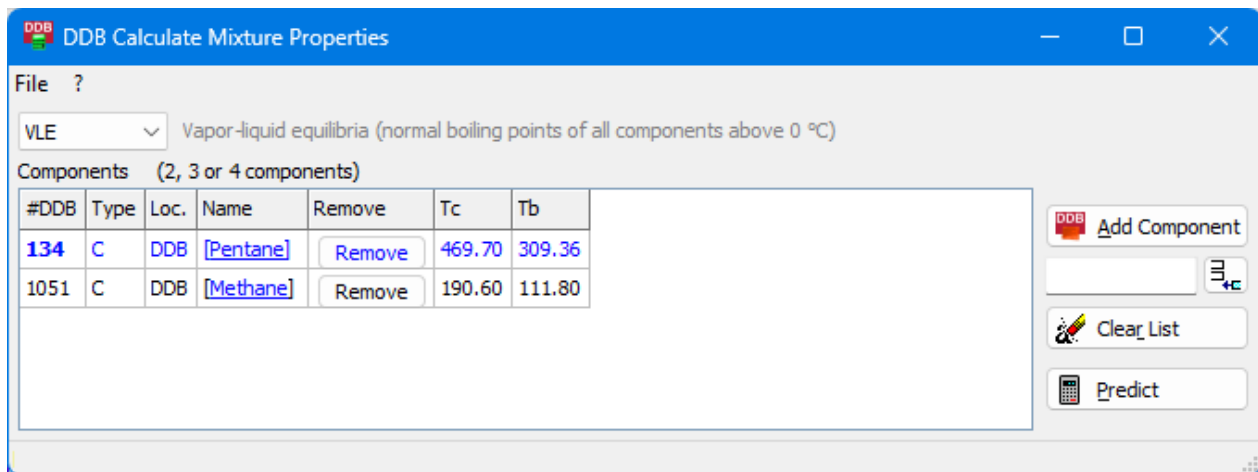 DDB DDB Calculate Mixture Properties
File ?
VLE Vapor-liquid equilibria (normal boiling points of all components above 0 °C)
Components (2, 3 or 4 components)
#DDB Type Loc. Name Remove Tc Tb
134 C DDB [Pentane] Remove 469.70 309.36
1051 C DDB [Methane] Remove 190.60 111.80
DDB Add Component
Clear List
Predict